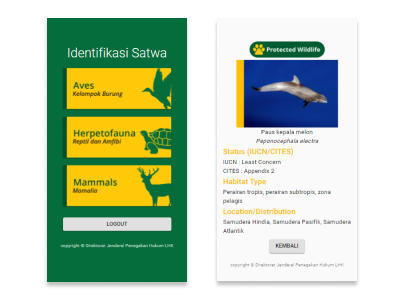 Identifikasi Satwa
Aves
Kelompok Burung
Herpetofauna
Reptil dan Amfibi
Mammals
Mamalia
LOGOUT
copyright © Direktorat Jenderal Penegakan Hukum LHK
Protected Wildlife
Paus kepala melon
Peponocephala electra
Status (IUCN/CITES)
IUCN : Least Concern
CITES : Appendix 2
Habitat Type
Perairan tropis, perairan subtropis, zona
pelagis
Location/Distribution
Samudera Hindia, Samudera Pasifik, Samudera
Atlantik
KEMBALI
copyright © Direktorat Jenderal Penegakan Hukum LHK